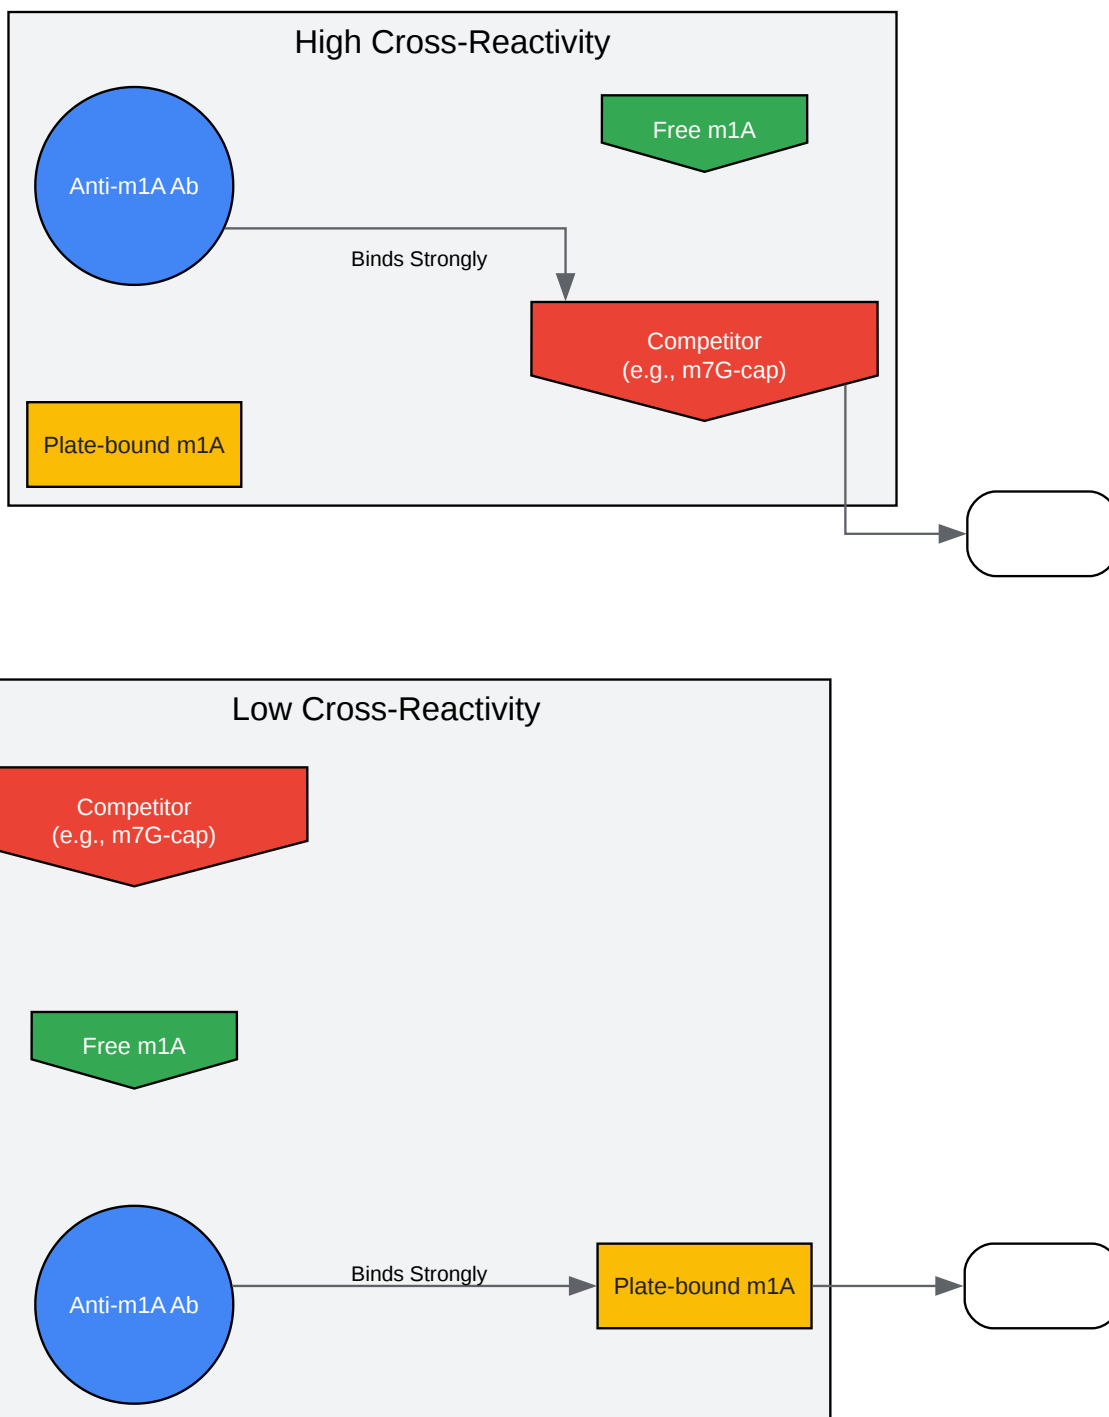 High Cross-Reactivity
Free m1A
Anti-m1A Ab
Binds Strongly
Competitor
(e.g., m7G-cap)
Plate-bound m1A
Low Cross-Reactivity
Competitor
(e.g., m7G-cap)
Free m1A
Binds Strongly
Plate-bound m1A
Anti-m1A Ab